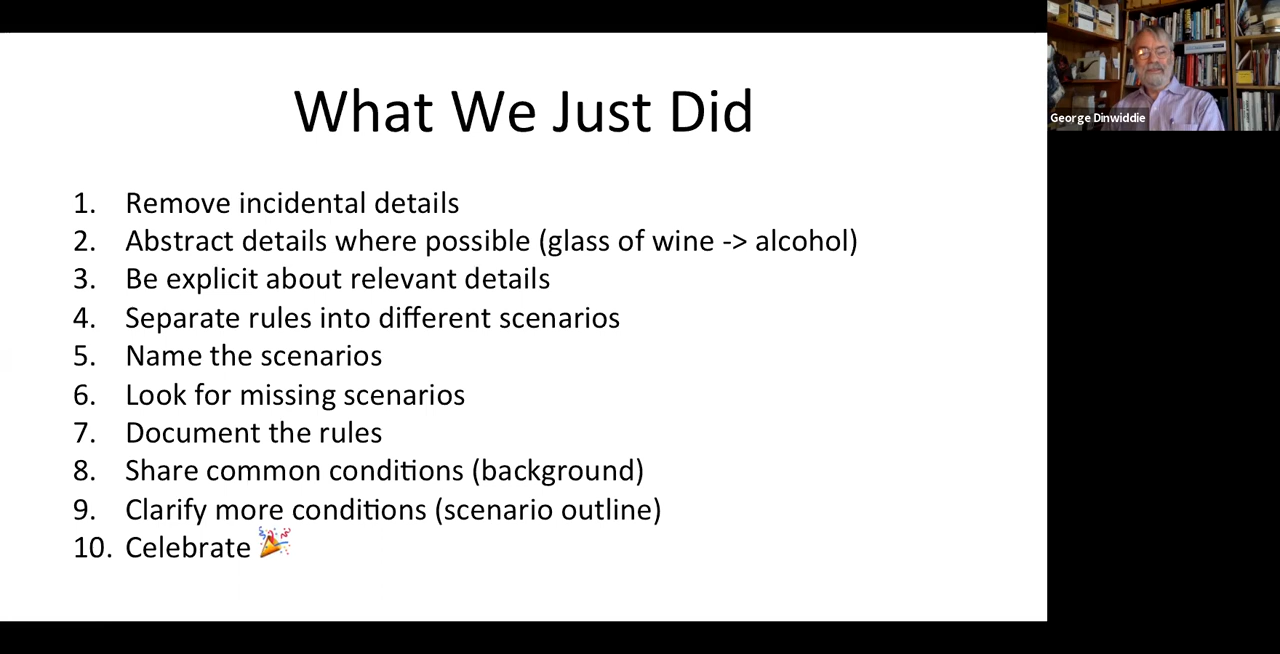 What We Just Did
1. Remove incidental details
2. Abstract details where possible (glass of wine -> alcohol)
3. Be explicit about relevant details
4. Separate rules into different scenarios
5. Name the scenarios
6. Look for missing scenarios
7. Document the rules
8. Share common conditions (background)
9. Clarify more conditions (scenario outline)
10. Celebrate 🎉
George Dinwiddie